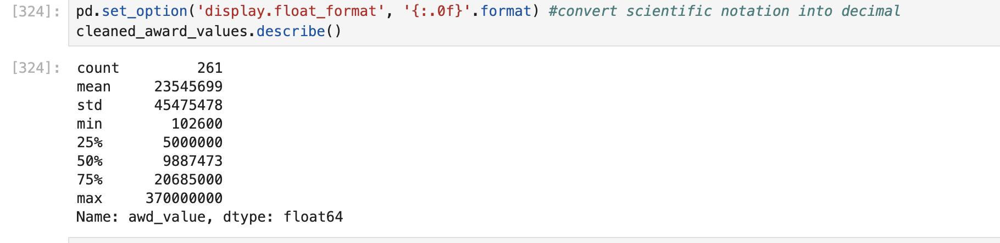 [324]: pd.set_option('display.float_format', '{:.0f}'.format) #convert scientific notation into decimal
cleaned_award_values.describe()
[324]: count 261
mean 23545699
std 45475478
min 102600
25% 5000000
50% 9887473
75% 20685000
max 370000000
Name: awd_value, dtype: float64